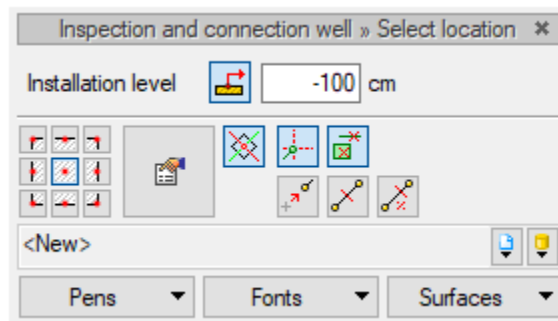 Inspection and connection well » Select location
Installation level -100 cm
<New>
Pens Fonts Surfaces